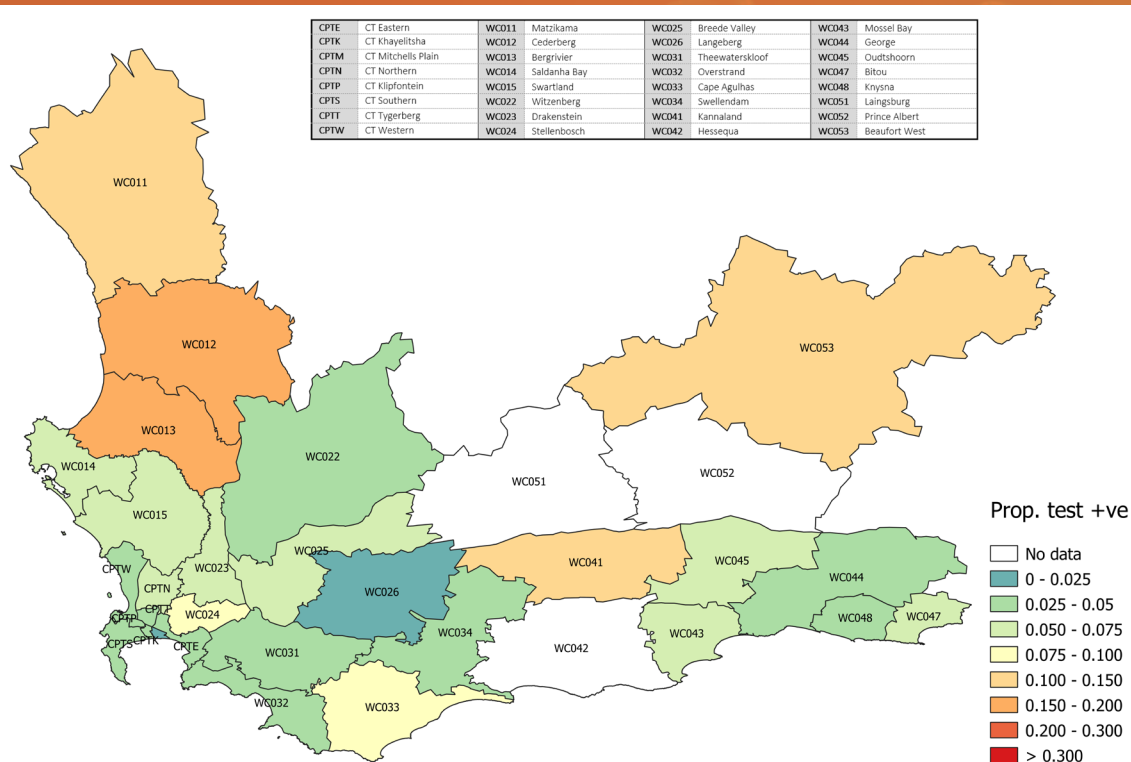 CPTE CT Eastern WC011 Matzikama WC025 Breede Valley WC043 Mossel Bay
CPTK CT Khayelitsha WC012 Cederberg WC026 Langeberg WC044 George
CPTM CT Mitchells Plain WC013 Bergrivier WC031 Theewaterskloof WC045 Oudtshoorn
CPTN CT Northern WC014 Saldanha Bay WC032 Overstrand WC047 Bitou
CPTP CT Klipfontein WC015 Swartland WC033 Cape Agulhas WC048 Knysna
CPTS CT Southern WC022 Witzenberg WC034 Swellendam WC051 Laingsburg
CPTT CT Tygerberg WC023 Drakenstein WC041 Kannaland WC052 Prince Albert
CPTW CT Western WC024 Stellenbosch WC042 Hessequa WC053 Beaufort West
WC011
WC012
WC053
WC013
WC022
WC014
WC051
WC052
WC015
WC025
WC041
WC045
CPTW
WC023
WC044
CPTN
WC026
CPTT
WC024
CPTP
WC048
WC047
WC034
WC043
CPTS
CPTK
CPTE
WC031
WC042
WC032
WC033
Prop. test +ve
No data
0 - 0.025
0.025 - 0.05
0.050 - 0.075
0.075 - 0.100
0.100 - 0.150
0.150 - 0.200
0.200 - 0.300
> 0.300